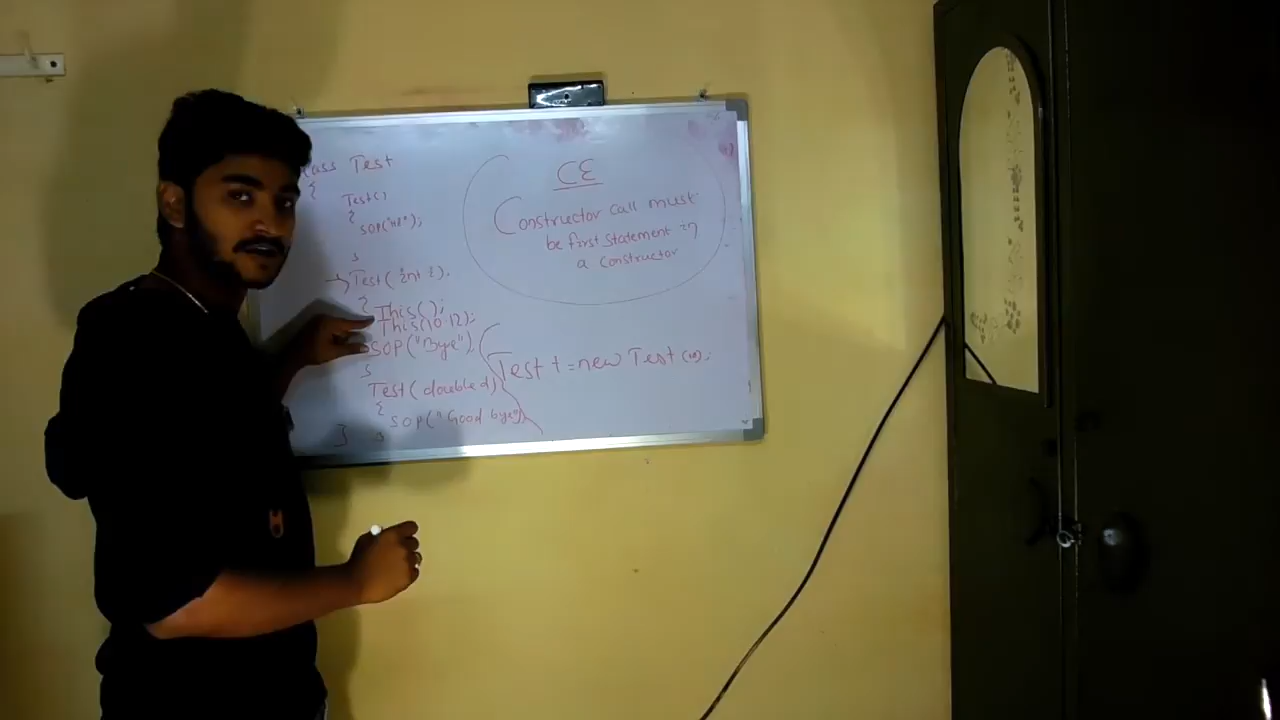 class Test
{
Test()
{
SOP("Hi");
}
Test(int i),
{
This();
This(10.12);
SOP("Bye"),
}
Test(double d)
{
SOP("Good bye")
}
}
CE
Constructor call must
be first statement in
a constructor
Test t = new Test(10);